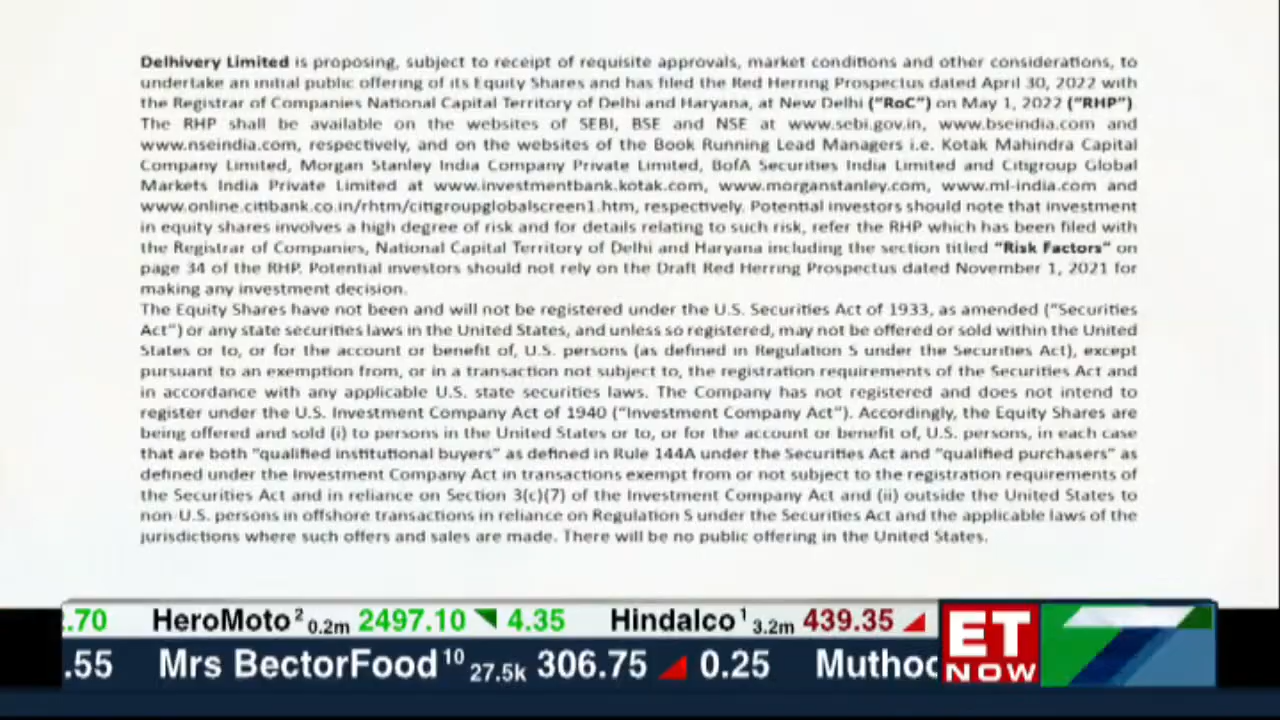 Delhivery Limited is proposing, subject to receipt of requisite approvals, market conditions and other considerations, to
undertake an initial public offering of its Equity Shares and has filed the Red Herring Prospectus dated April 30, 2022 with
the Registrar of Companies National Capital Territory of Delhi and Haryana, at New Delhi ("RoC") on May 1, 2022 ("RHP").
The RHP shall be available on the websites of SEBI, BSE and NSE at www.sebi.gov.in, www.bseindia.com and
www.nseindia.com, respectively, and on the websites of the Book Running Lead Managers i.e. Kotak Mahindra Capital
Company Limited, Morgan Stanley India Company Private Limited, BofA Securities India Limited and Citigroup Global
Markets India Private Limited at www.investmentbank.kotak.com, www.morganstanley.com, www.ml-india.com and
www.online.citibank.co.in/rhtm/citigroupglobalscreen1.htm, respectively. Potential investors should note that investment
in equity shares involves a high degree of risk and for details relating to such risk, refer the RHP which has been filed with
the Registrar of Companies, National Capital Territory of Delhi and Haryana including the section titled "Risk Factors" on
page 34 of the RHP. Potential investors should not rely on the Draft Red Herring Prospectus dated November 1, 2021 for
making any investment decision.
The Equity Shares have not been and will not be registered under the U.S. Securities Act of 1933, as amended ("Securities
Act") or any state securities laws in the United States, and unless so registered, may not be offered or sold within the United
States or to, or for the account or benefit of, U.S. persons (as defined in Regulation S under the Securities Act), except
pursuant to an exemption from, or in a transaction not subject to, the registration requirements of the Securities Act and
in accordance with any applicable U.S. state securities laws. The Company has not registered and does not intend to
register under the U.S. Investment Company Act of 1940 ("Investment Company Act"). Accordingly, the Equity Shares are
being offered and sold (i) to persons in the United States or to, or for the account or benefit of, U.S. persons, in each case
that are both "qualified institutional buyers" as defined in Rule 144A under the Securities Act and "qualified purchasers" as
defined under the Investment Company Act in transactions exempt from or not subject to the registration requirements of
the Securities Act and in reliance on Section 3(c)(7) of the Investment Company Act and (ii) outside the United States to
non-U.S. persons in offshore transactions in reliance on Regulation S under the Securities Act and the applicable laws of the
jurisdictions where such offers and sales are made. There will be no public offering in the United States.
.70 HeroMoto 2 0.2m 2497.10 4.35 Hindalco 1 3.2m 439.35
.55 Mrs BectorFood 10 27.5k 306.75 0.25 Muthoo
ET
NOW